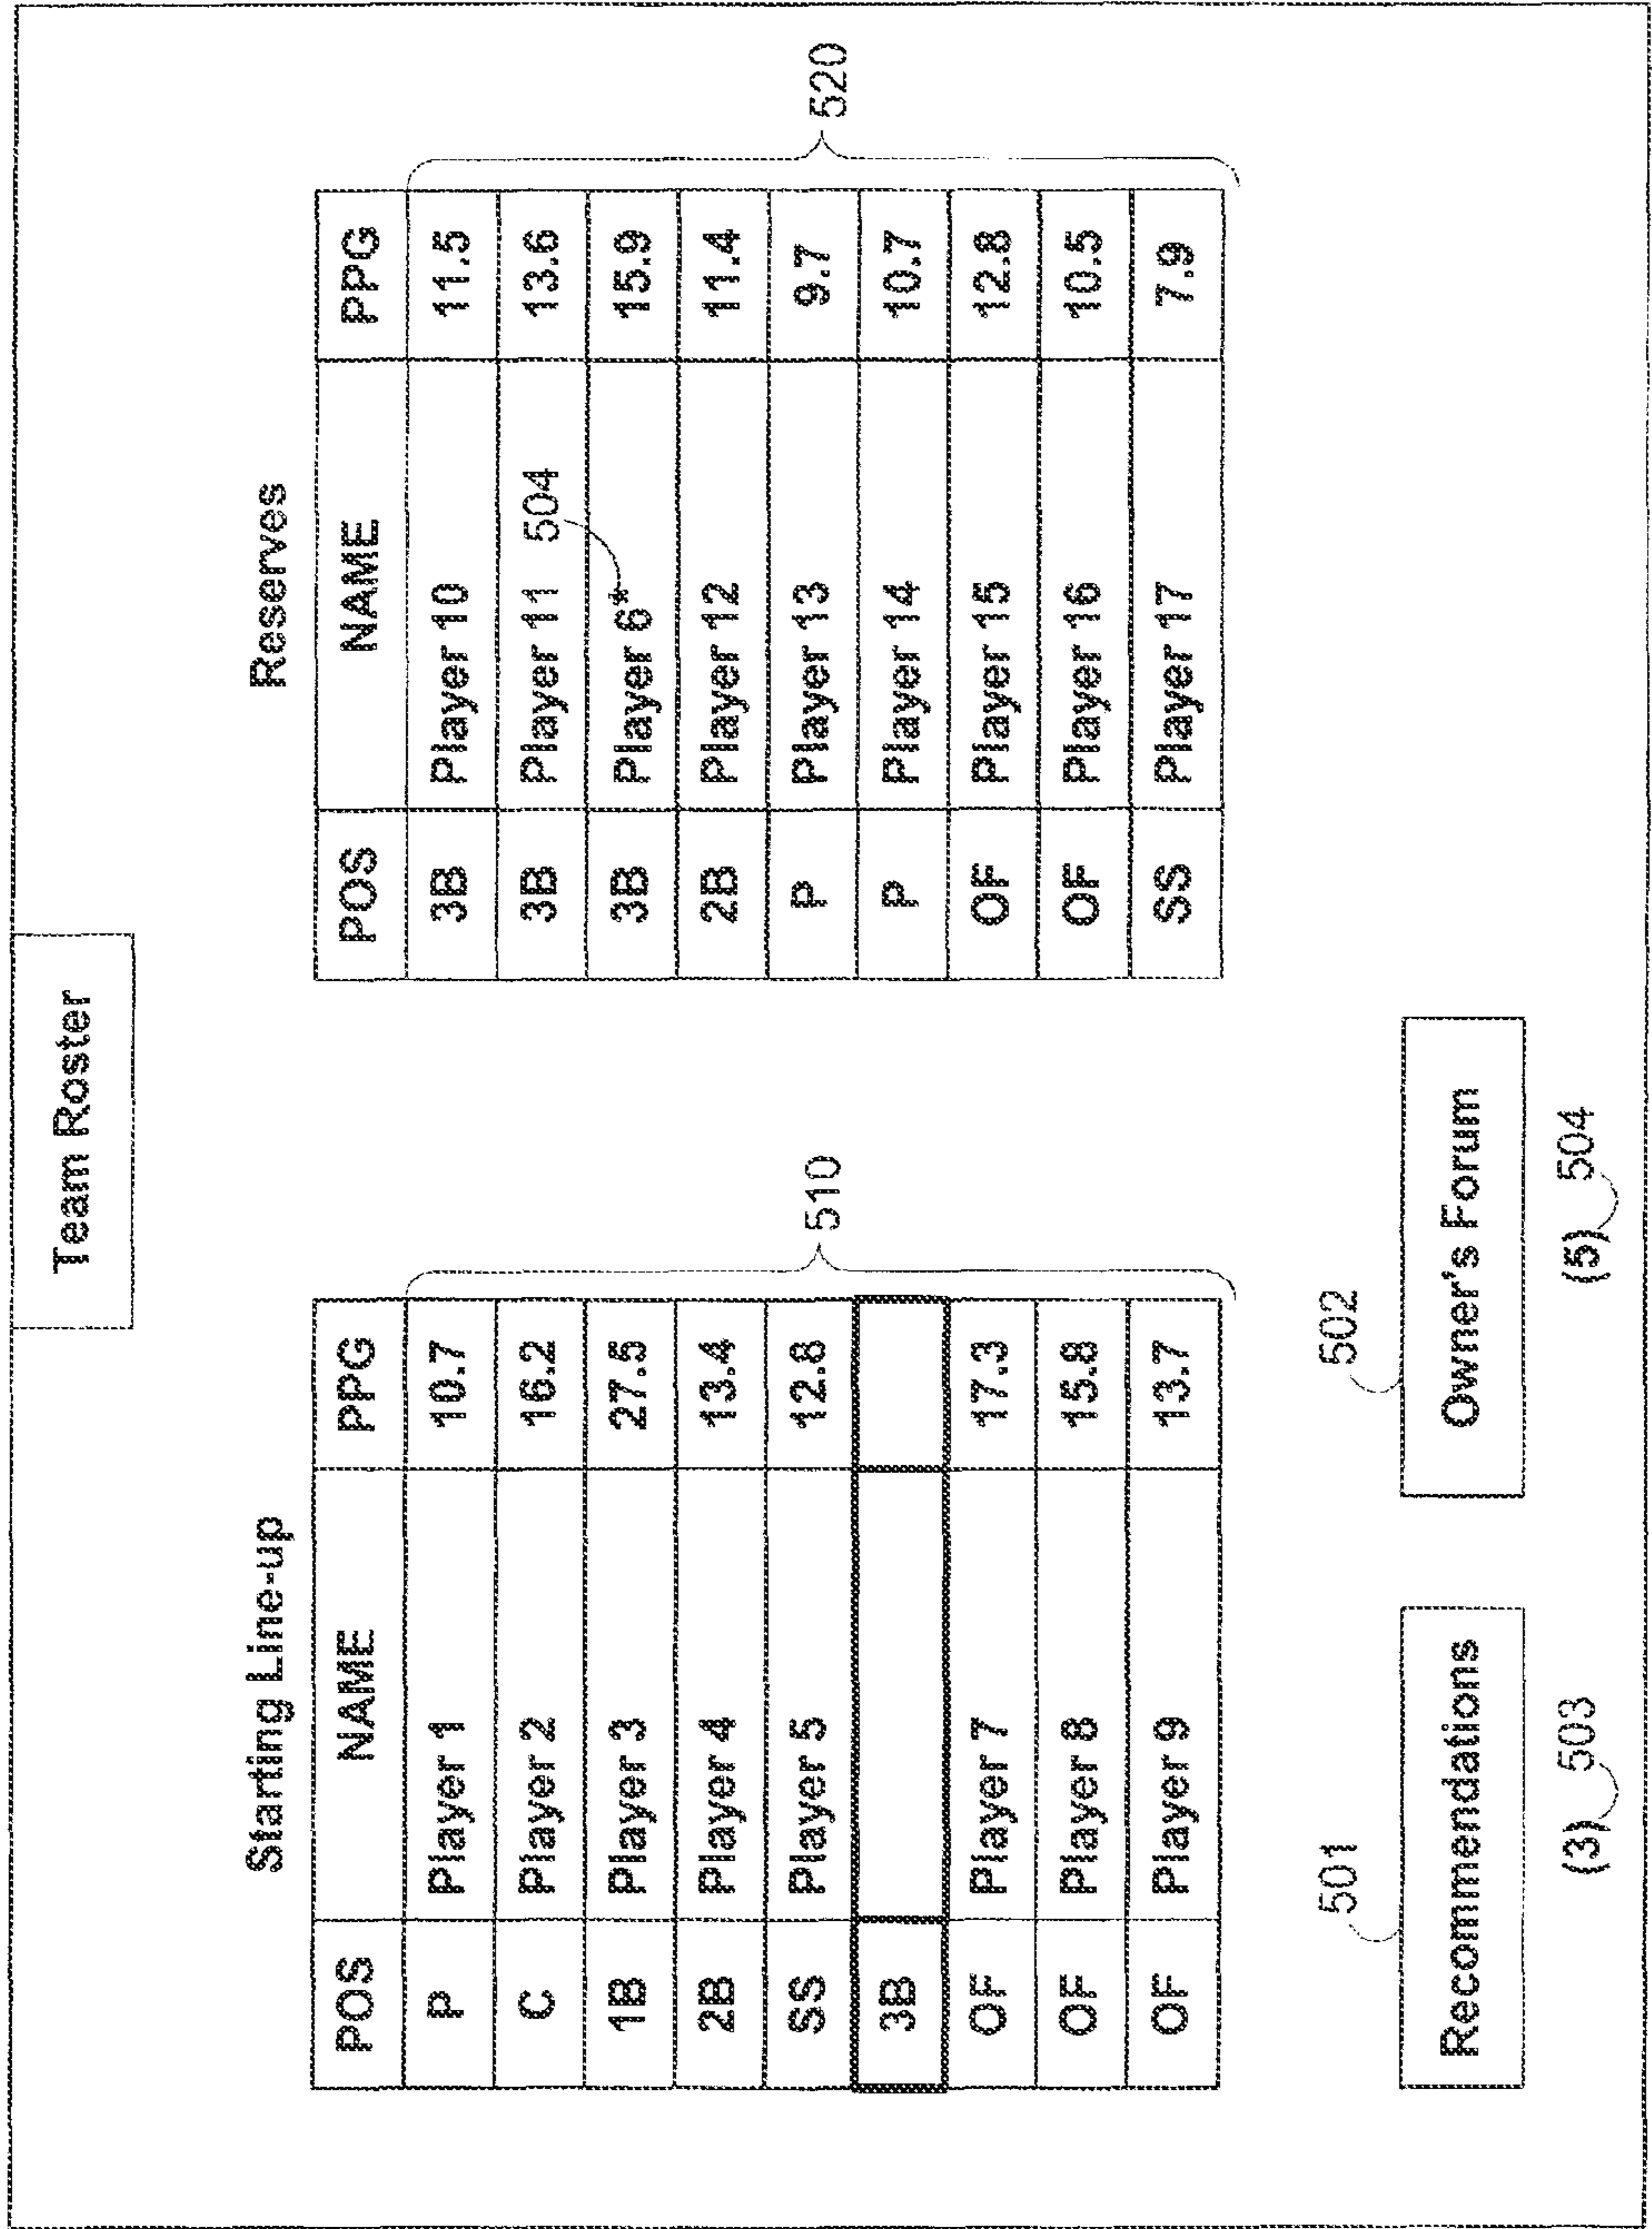 Team Roster
Starting Line-up
POS NAME PPG
P Player 1 10.7
C Player 2 16.2
1B Player 3 27.5
2B Player 4 13.4
SS Player 5 12.8
3B
OF Player 7 17.3
OF Player 8 15.8
OF Player 9 13.7
510
Reserves
POS NAME PPG
3B Player 10 11.5
3B Player 11 504 13.6
3B Player 6* 15.9
2B Player 12 11.4
P Player 13 9.7
P Player 14 10.7
OF Player 15 12.8
OF Player 16 10.5
SS Player 17 7.9
520
501
Recommendations
(3) 503
502
Owner's Forum
(5) 504